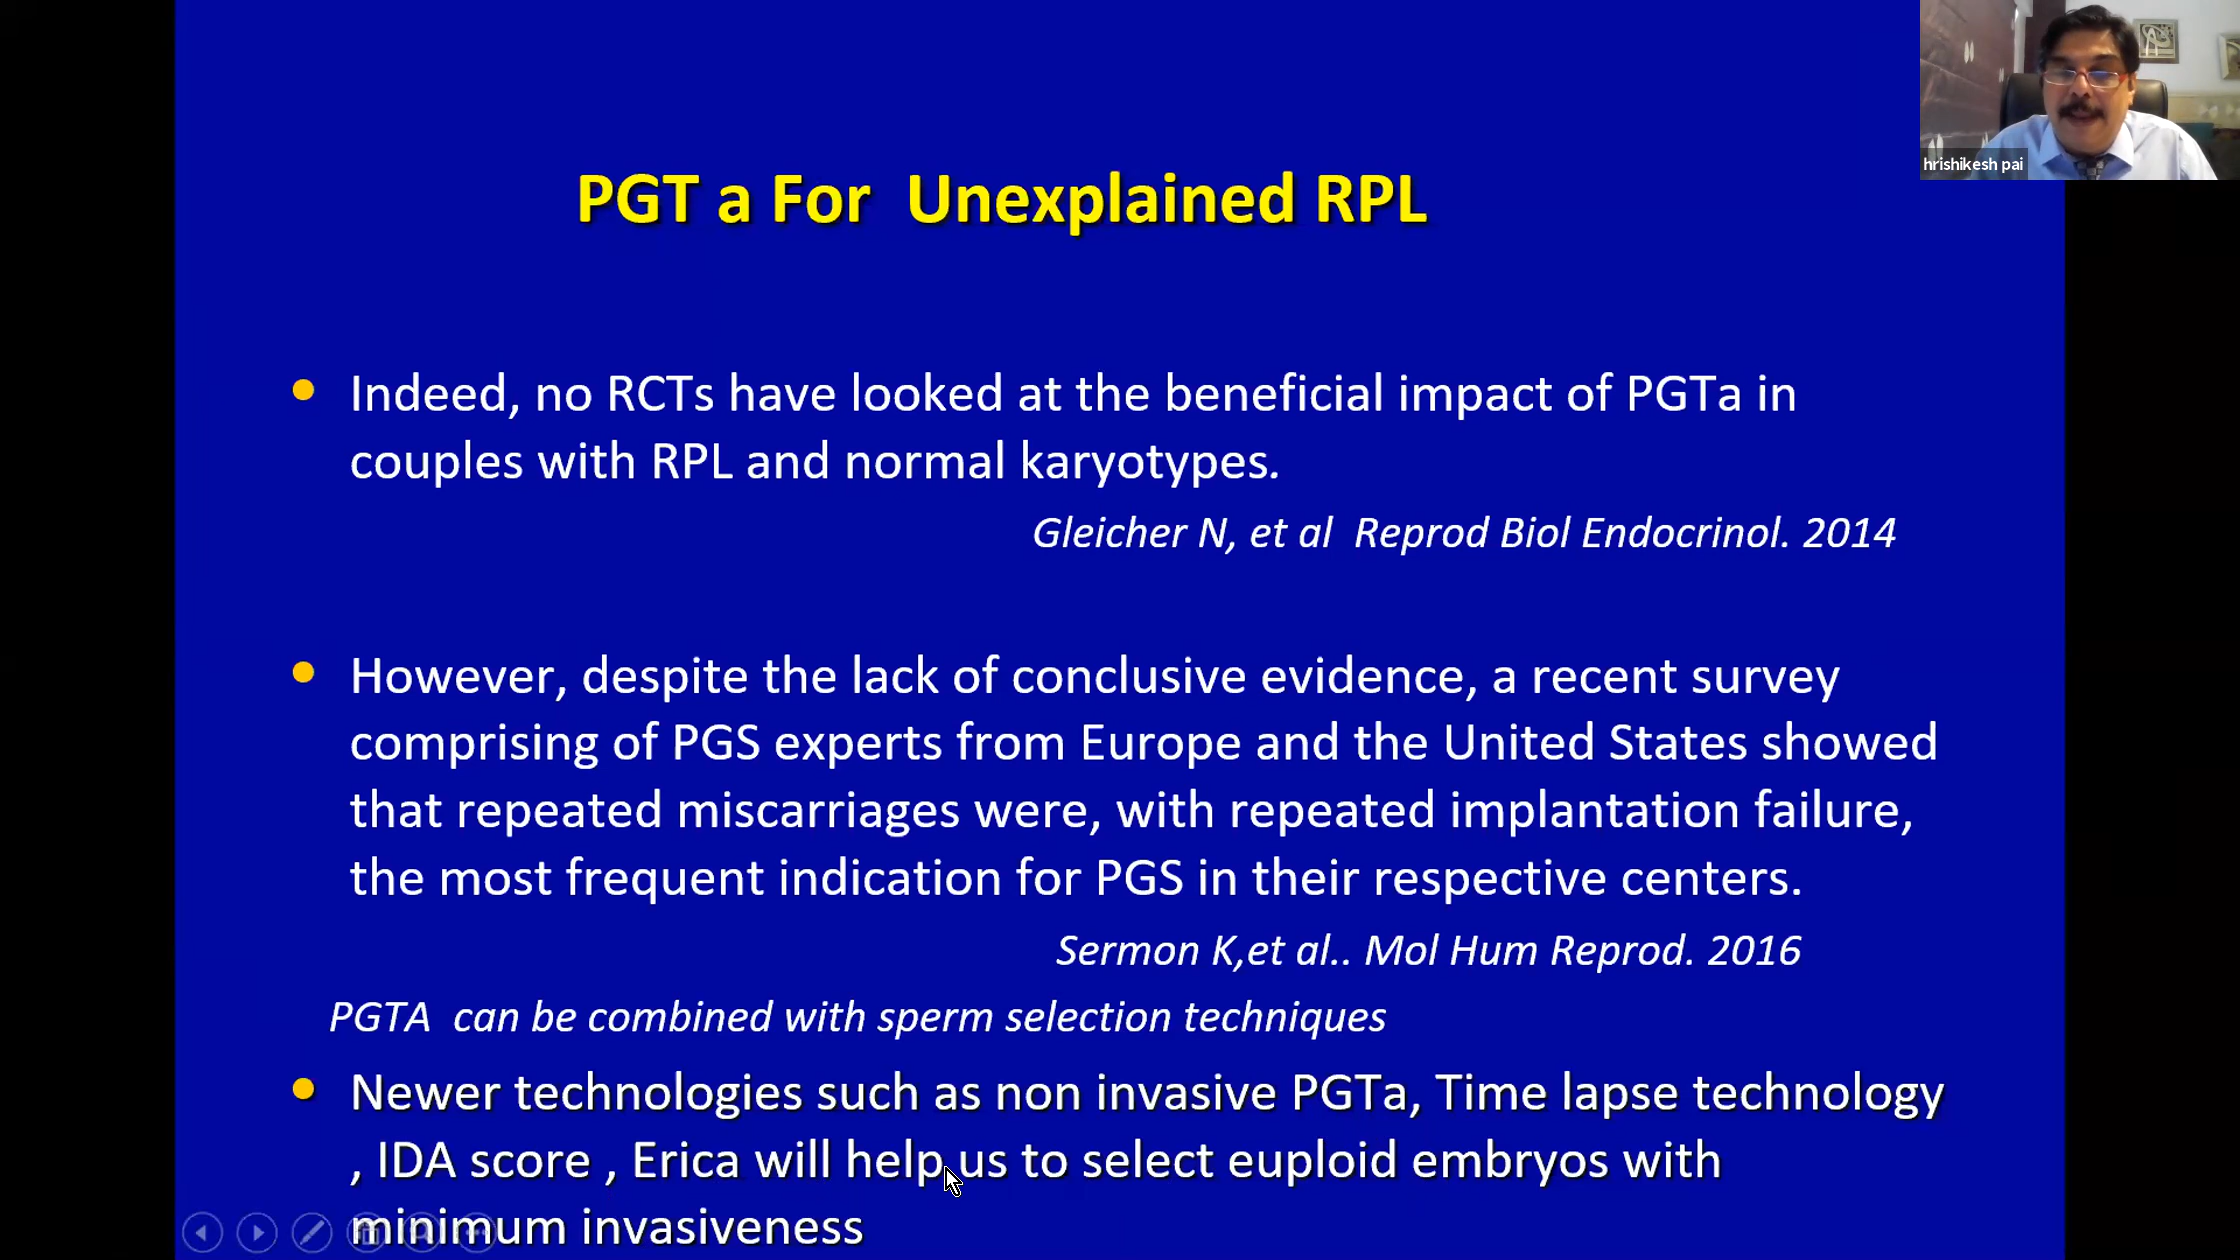 hrishikesh pai
PGT a For Unexplained RPL
Indeed, no RCTs have looked at the beneficial impact of PGTa in
couples with RPL and normal karyotypes.
Gleicher N, et al Reprod Biol Endocrinol. 2014
However, despite the lack of conclusive evidence, a recent survey
comprising of PGS experts from Europe and the United States showed
that repeated miscarriages were, with repeated implantation failure,
the most frequent indication for PGS in their respective centers.
Sermon K,et al.. Mol Hum Reprod. 2016
PGTA can be combined with sperm selection techniques
Newer technologies such as non invasive PGTa, Time lapse technology
, IDA score , Erica will help us to select euploid embryos with
minimum invasiveness